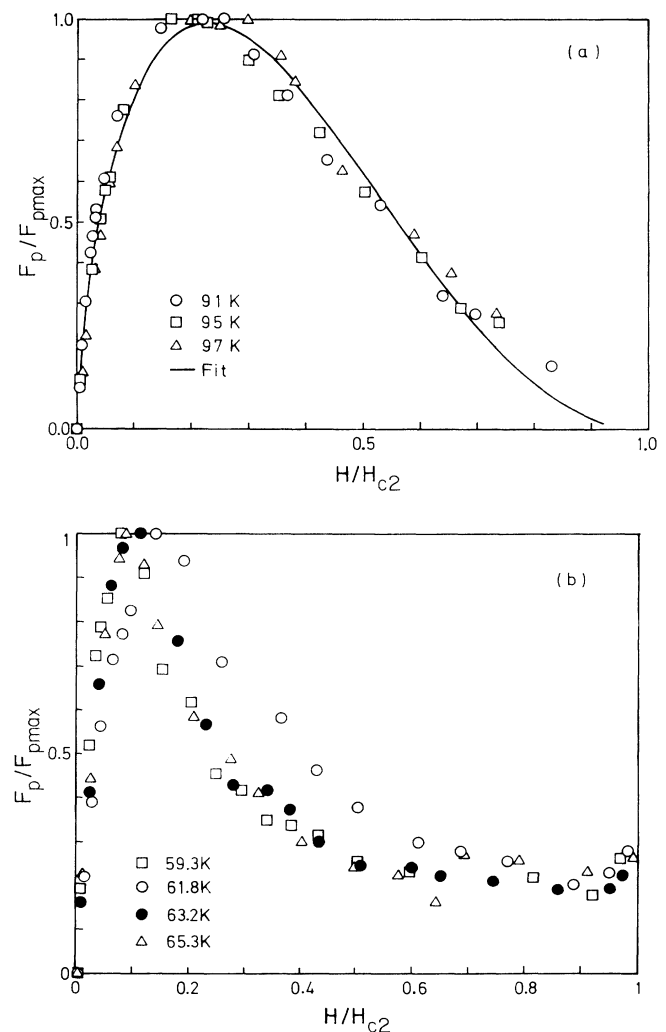 1.0
(a)
F_p/F_pmax
0.5
○ 91 K
□ 95 K
△ 97 K
— Fit
0.0
0.0 0.5 1.0
H/H_c2
1
(b)
F_p/F_pmax
0.5
□ 59.3K
○ 61.8K
● 63.2K
△ 65.3K
0
0 0.2 0.4 0.6 0.8 1
H/H_c2